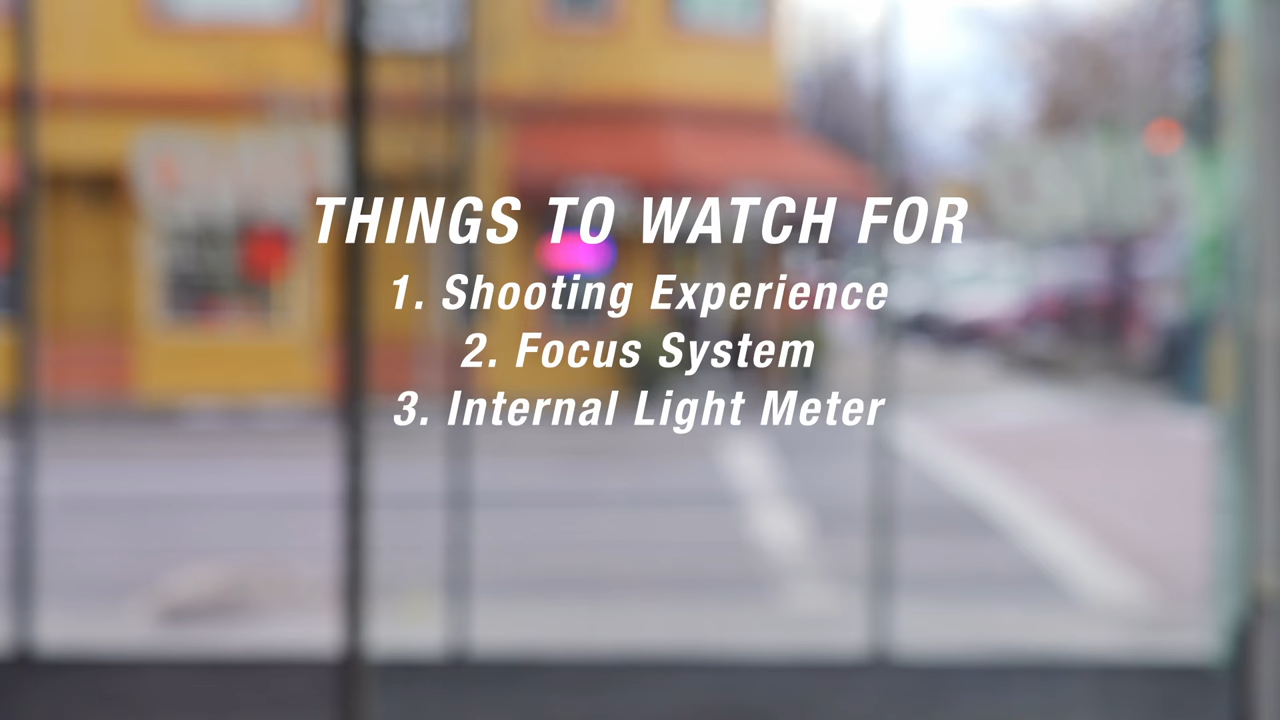 THINGS TO WATCH FOR
1. Shooting Experience
2. Focus System
3. Internal Light Meter